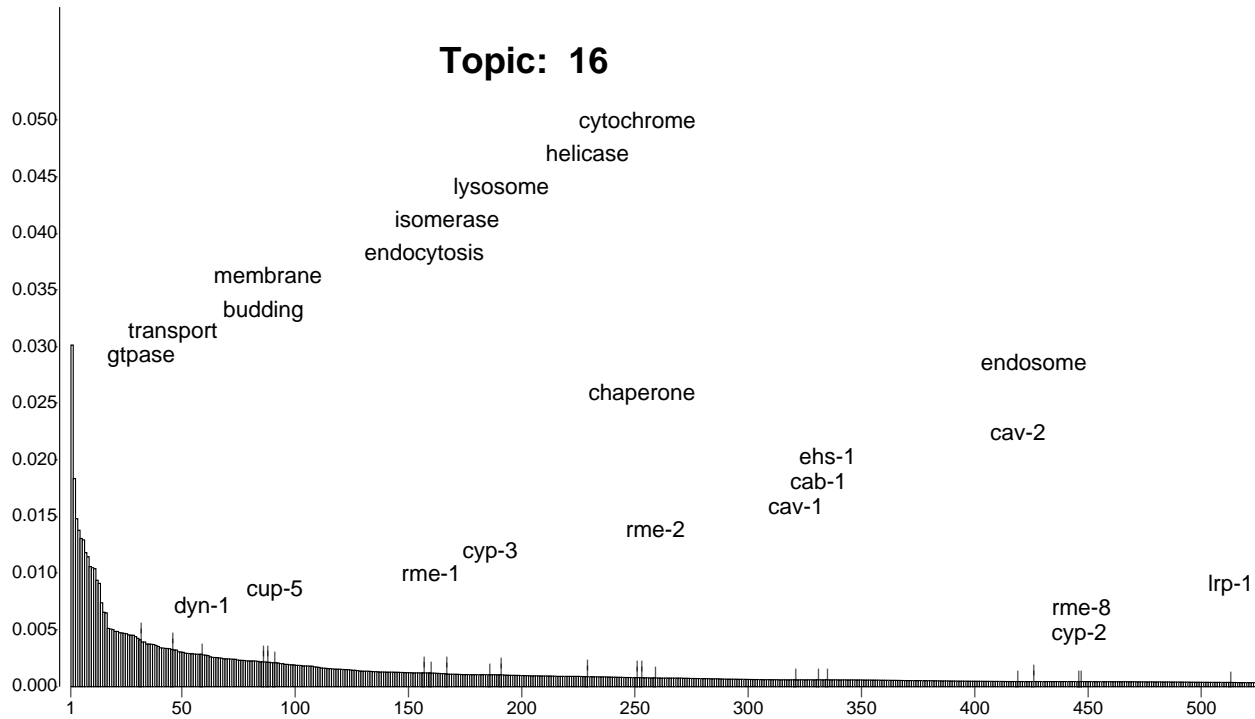 Topic: 16
cytochrome
0.050
helicase
lysosome
0.045
isomerase
0.040
endocytosis
membrane
0.035
budding
transport
0.030
gtpase
endosome
chaperone
0.025
cav-2
0.020
ehs-1
cab-1
cav-1
0.015
rme-2
cyp-3
0.010
rme-1
lrp-1
cup-5
dyn-1
rme-8
0.005
cyp-2
0.000
1 50 100 150 200 250 300 350 400 450 500